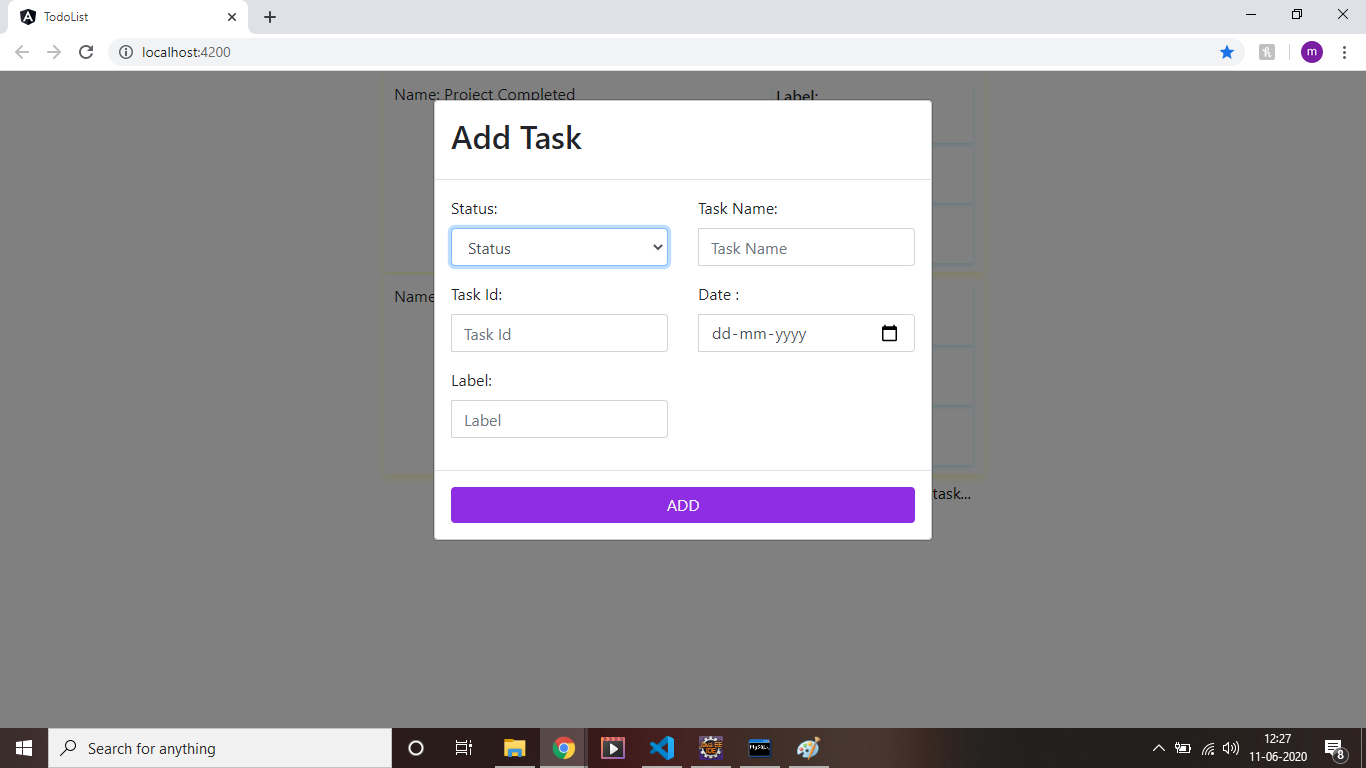 TodoList
localhost:4200
m
Name: Project Completed
Label:
Add Task
Status:
Task Name:
Status
Task Name
Name
Task Id:
Date :
Task Id
dd-mm-yyyy
Label:
Label
task...
ADD
Search for anything
12:27
11-06-2020
8